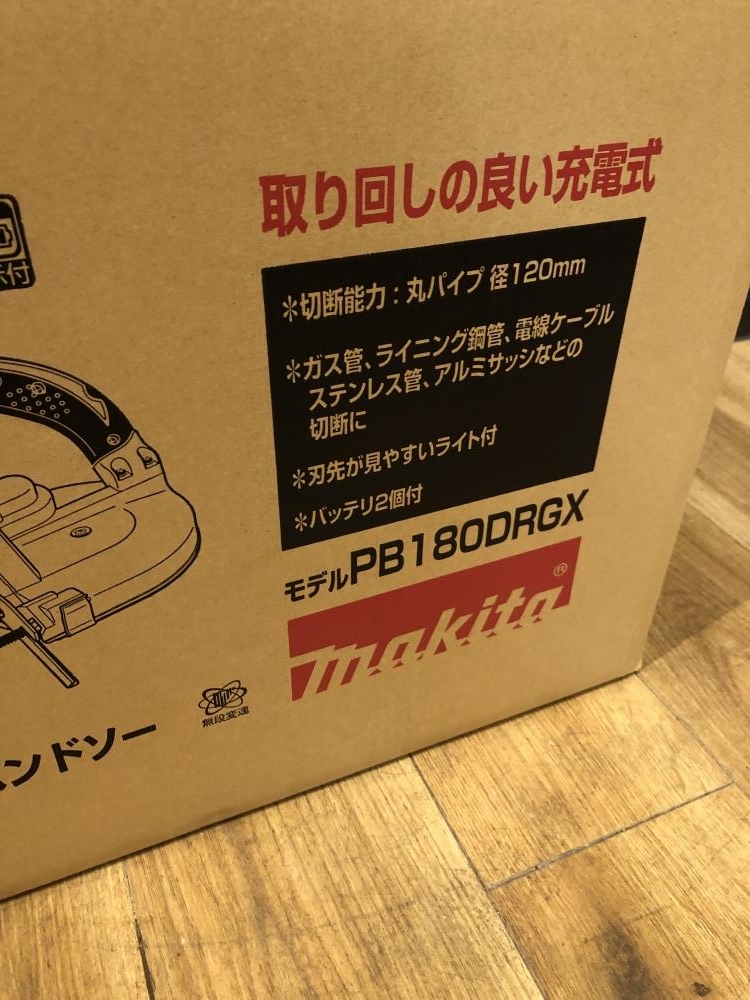 取り回しの良い充電式
＊切断能力：丸パイプ 径120mm
＊ガス管、ライニング鋼管、電線ケーブル
ステンレス管、アルミサッシなどの
切断に
＊刃先が見やすいライト付
＊バッテリ2個付
モデルPB180DRGX
makita®
無段変速
ンドソー
付